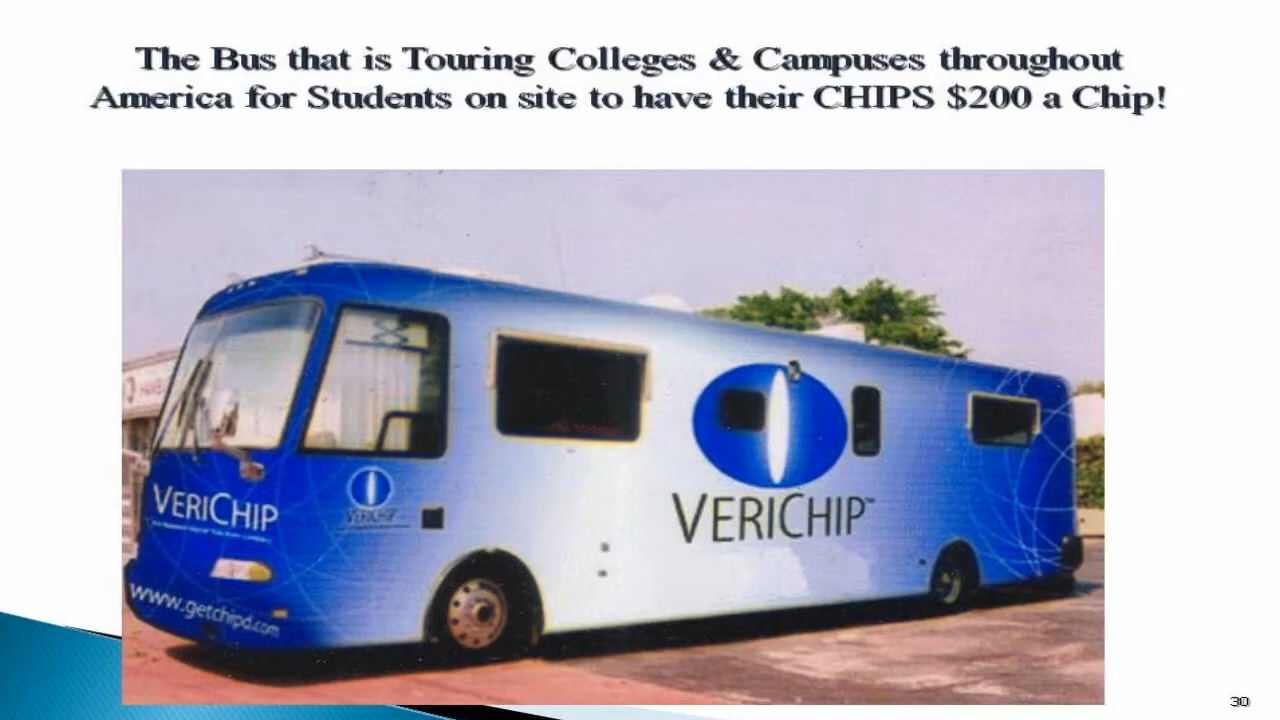 The Bus that is Touring Colleges & Campuses throughout
America for Students on site to have their CHIPS $200 a Chip!
VERICHIP
VERICHIP
VERICHIP™
www.getchipd.com
30